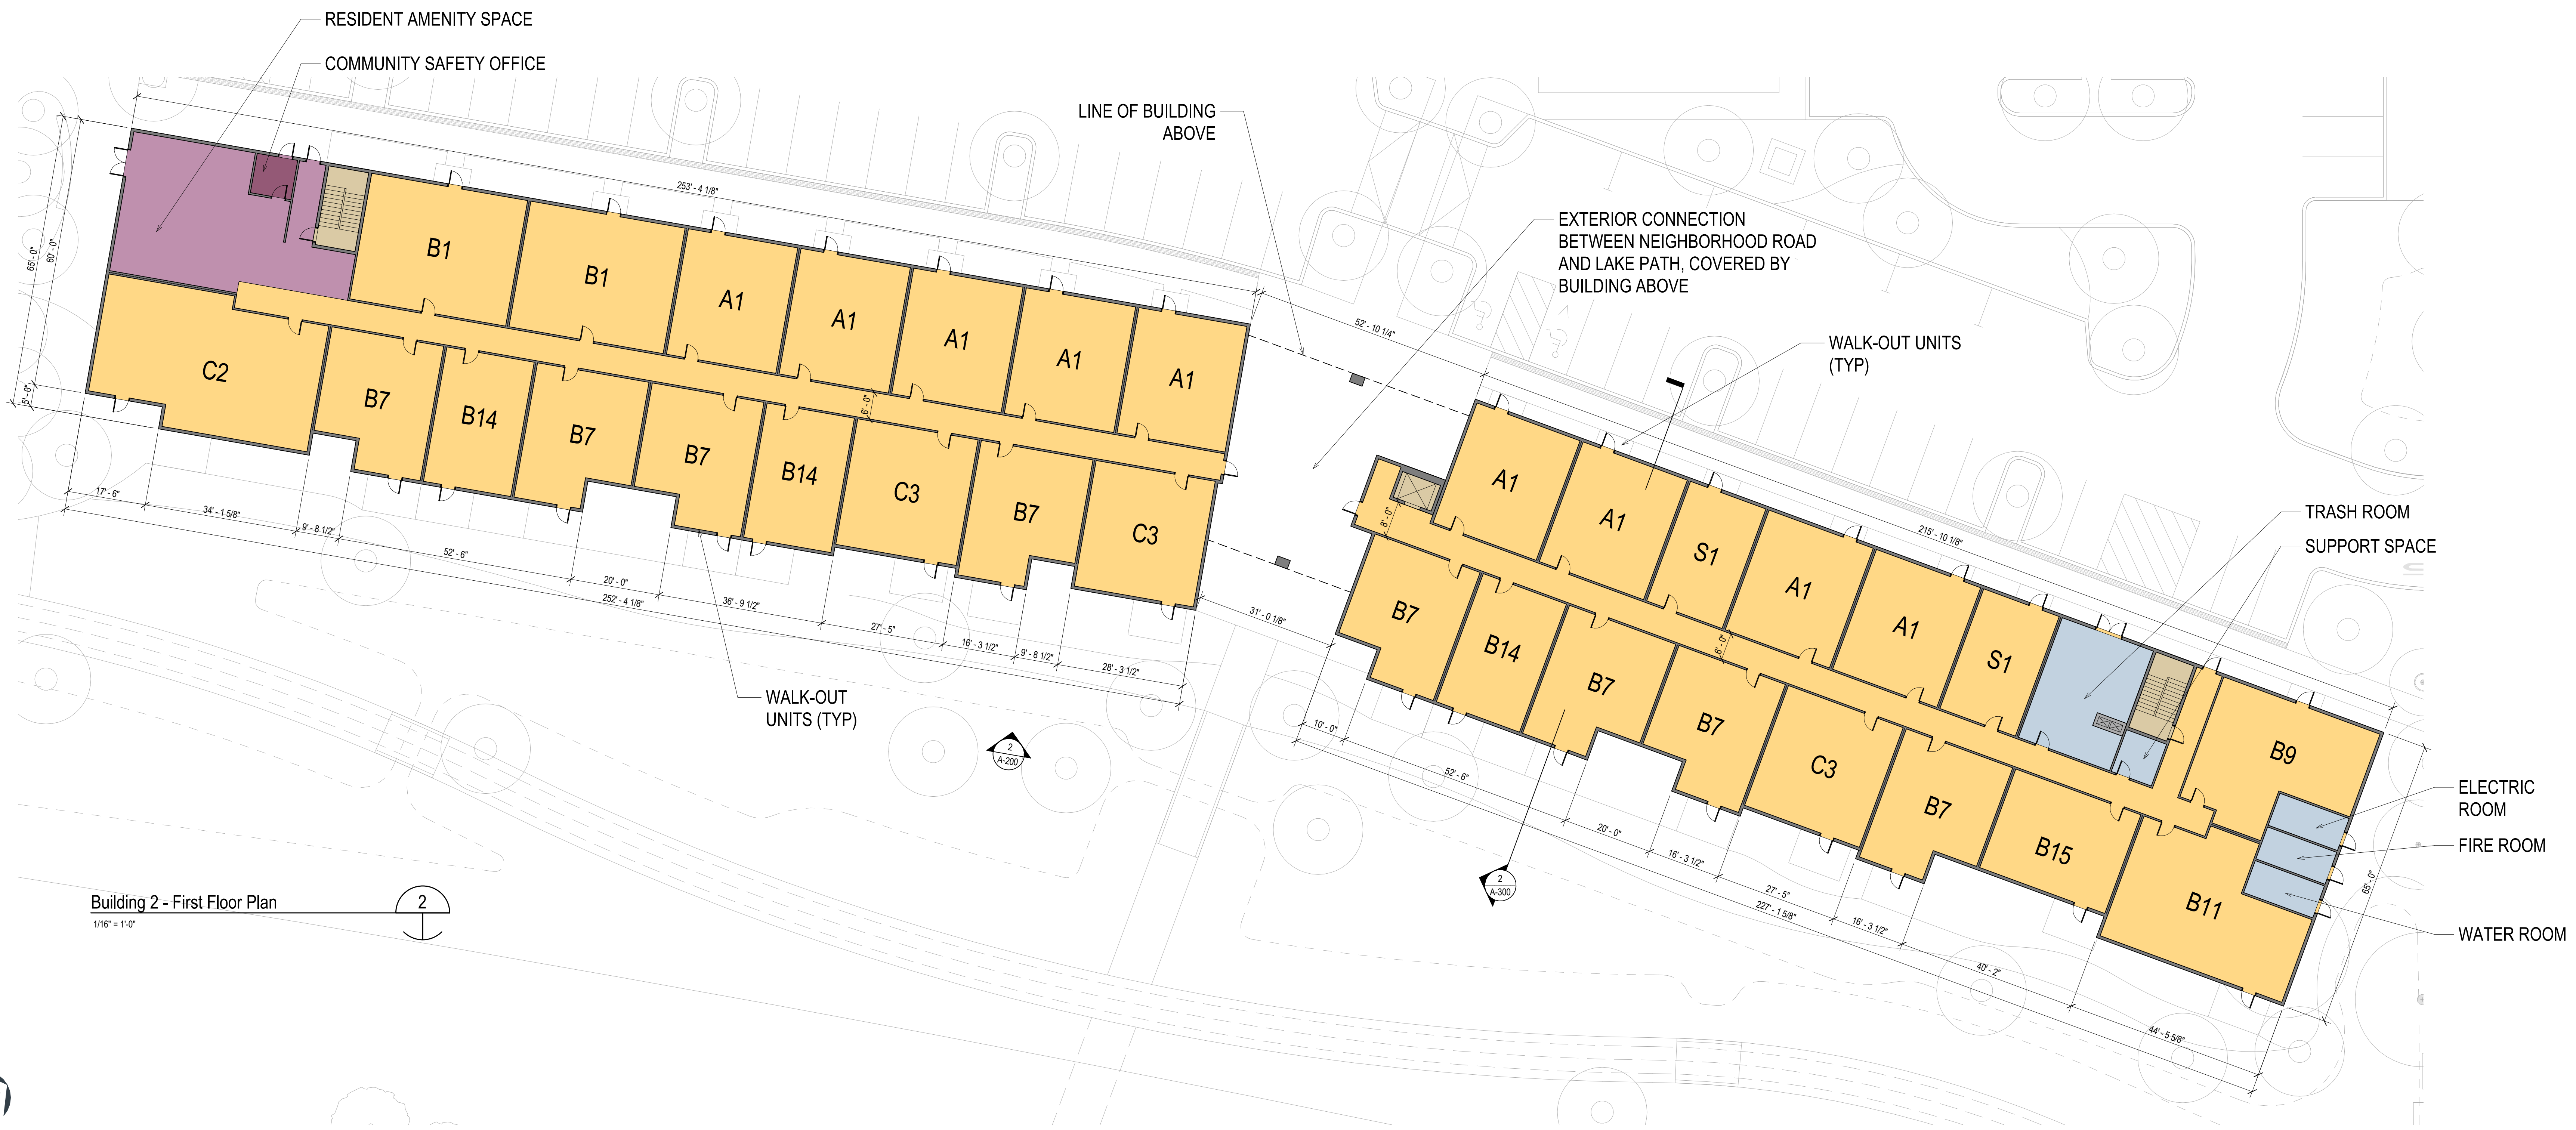 RESIDENT AMENITY SPACE
COMMUNITY SAFETY OFFICE
LINE OF BUILDING
ABOVE
EXTERIOR CONNECTION
BETWEEN NEIGHBORHOOD ROAD
AND LAKE PATH, COVERED BY
BUILDING ABOVE
WALK-OUT UNITS
(TYP)
TRASH ROOM
SUPPORT SPACE
ELECTRIC
ROOM
FIRE ROOM
WATER ROOM
WALK-OUT
UNITS (TYP)
253' - 4 1/8"
65' - 0"
60' - 0"
5' - 0"
B1
B1
A1
A1
A1
A1
A1
6' - 0"
C2
B7
B14
B7
B7
B14
C3
B7
C3
17' - 6"
34' - 1 5/8"
9' - 8 1/2"
52' - 6"
20' - 0"
36' - 9 1/2"
27' - 5"
16' - 3 1/2"
9' - 8 1/2"
28' - 3 1/2"
252' - 4 1/8"
52' - 10 1/4"
31' - 0 1/8"
215' - 10 1/8"
A1
A1
S1
A1
A1
S1
B9
8' - 0"
6' - 0"
B7
B14
B7
B7
C3
B7
B15
B11
65' - 0"
10' - 0"
52' - 6"
20' - 0"
16' - 3 1/2"
27' - 5"
16' - 3 1/2"
40' - 2"
44' - 5 5/8"
227' - 1 5/8"
2
A-200
2
A-300
Building 2 - First Floor Plan
2
1/16" = 1'-0"